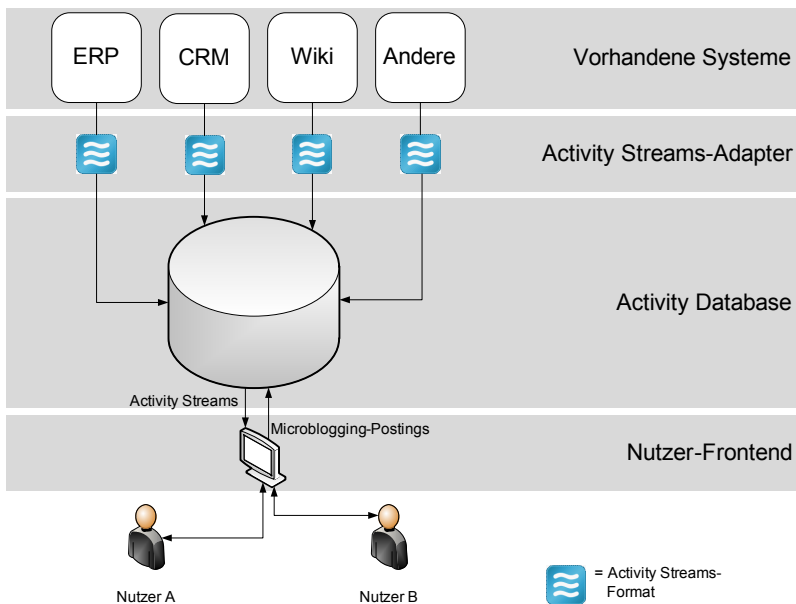 ERP CRM Wiki Andere Vorhandene Systeme
Activity Streams-Adapter
Activity Database
Activity Streams
Microblogging-Postings
Nutzer-Frontend
Nutzer A Nutzer B
= Activity Streams-
Format